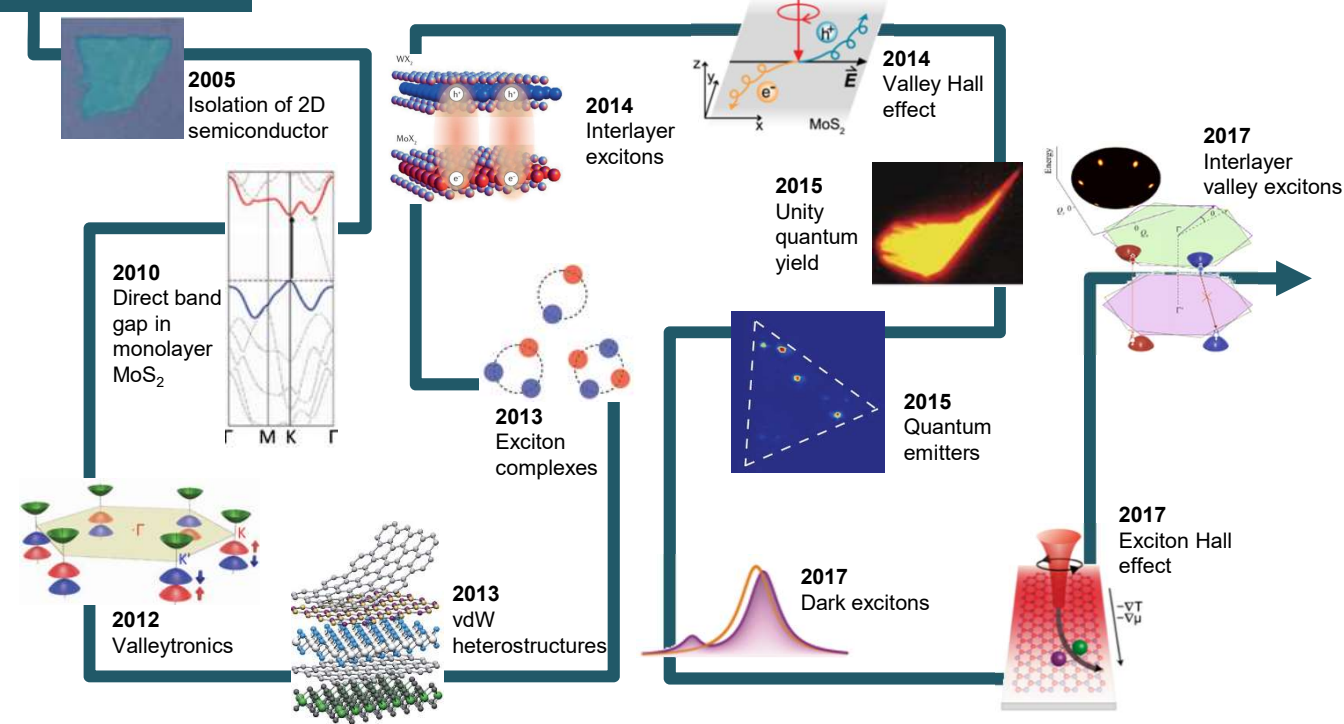 2005
Isolation of 2D
semiconductor
2010
Direct band
gap in
monolayer
MoS₂
Γ M K Γ
·Γ
K
K'
2012
Valleytronics
2013
vdW
heterostructures
2013
Exciton
complexes
WX₂
h⁺ h⁺
MoX₂
e⁻ e⁻
2014
Interlayer
excitons
h⁺
E⃗
e⁻
z
y
x
MoS₂
2014
Valley Hall
effect
2015
Unity
quantum
yield
2015
Quantum
emitters
2017
Dark excitons
2017
Exciton Hall
effect
-∇T
-∇μ
2017
Interlayer
valley excitons
Energy
Γ